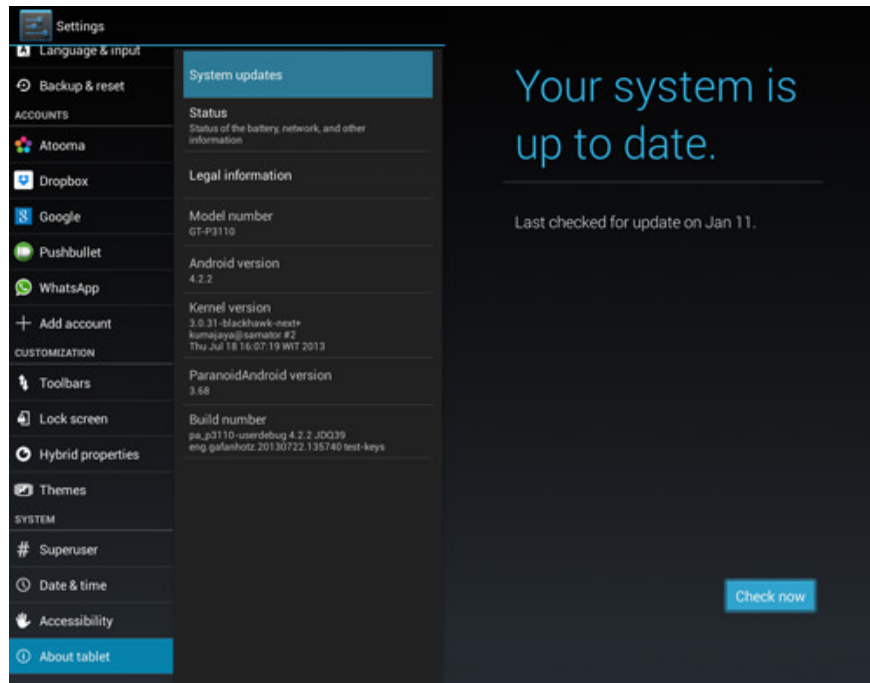 Settings
Language & input
Backup & reset
ACCOUNTS
Atooma
Dropbox
Google
Pushbullet
WhatsApp
Add account
CUSTOMIZATION
Toolbars
Lock screen
Hybrid properties
Themes
SYSTEM
Superuser
Date & time
Accessibility
About tablet
System updates
Status
Status of the battery, network, and other
information
Legal information
Model number
GT-P3110
Android version
4.2.2
Kernel version
3.0.31-blackhawk-next+
kumajaya@samator #2
Thu Jul 18 16:07:19 WIT 2013
ParanoidAndroid version
3.68
Build number
pa_p3110-userdebug 4.2.2 JDQ39
eng.gafanhotz.20130722.135740 test-keys
Your system is
up to date.
Last checked for update on Jan 11.
Check now